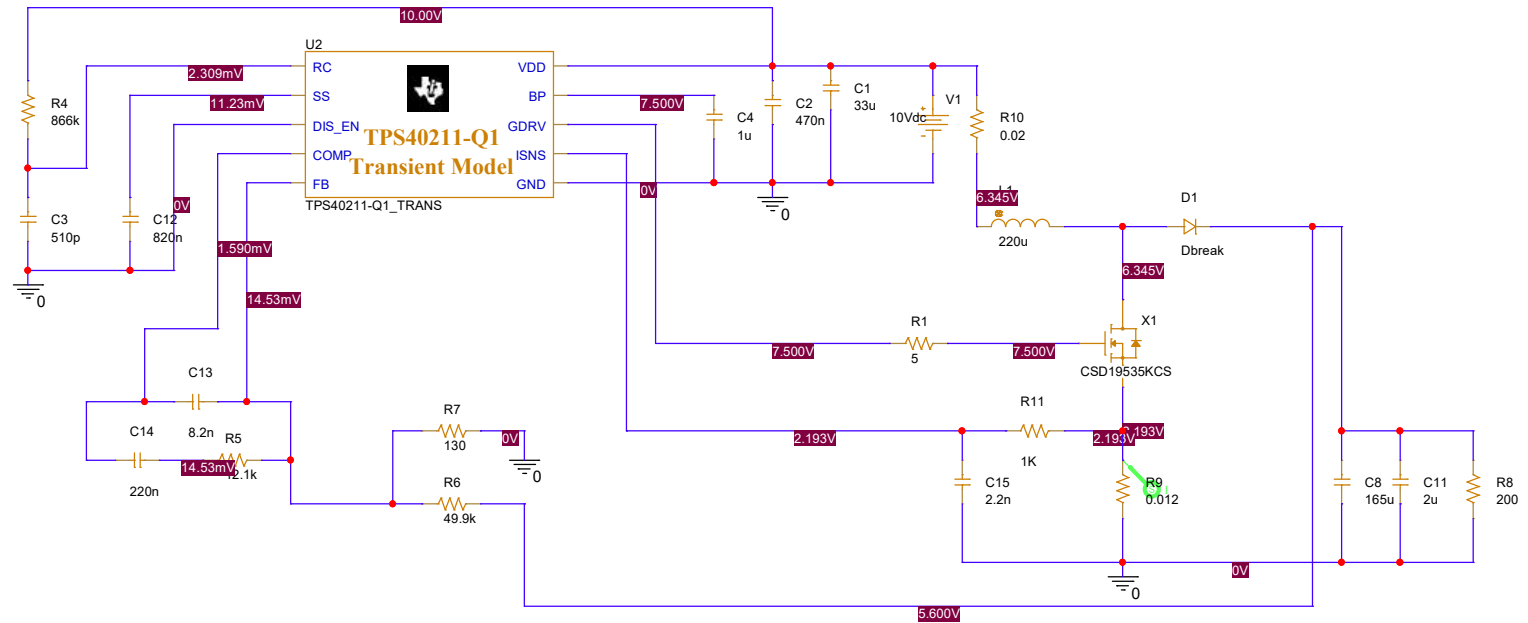 10.00V
U2
RC
SS
DIS_EN
COMP
FB
VDD
BP
GDRV
ISNS
GND
TPS40211-Q1
Transient Model
TPS40211-Q1_TRANS
2.309mV
11.23mV
0V
1.590mV
14.53mV
R4
866k
C3
510p
0
C12
820n
7.500V
C4
1u
C2
470n
C1
33u
10Vdc
V1
R10
0.02
0V
0
6.345V
L1
220u
D1
Dbreak
6.345V
7.500V
R1
5
7.500V
X1
CSD19535KCS
C13
8.2n
C14
220n
R5
14.53mV
12.1k
R7
130
0V
0
R6
49.9k
2.193V
R11
1K
2.193V
2.193V
C15
2.2n
R9
0.012
0
C8
165u
C11
2u
R8
200
0V
5.600V